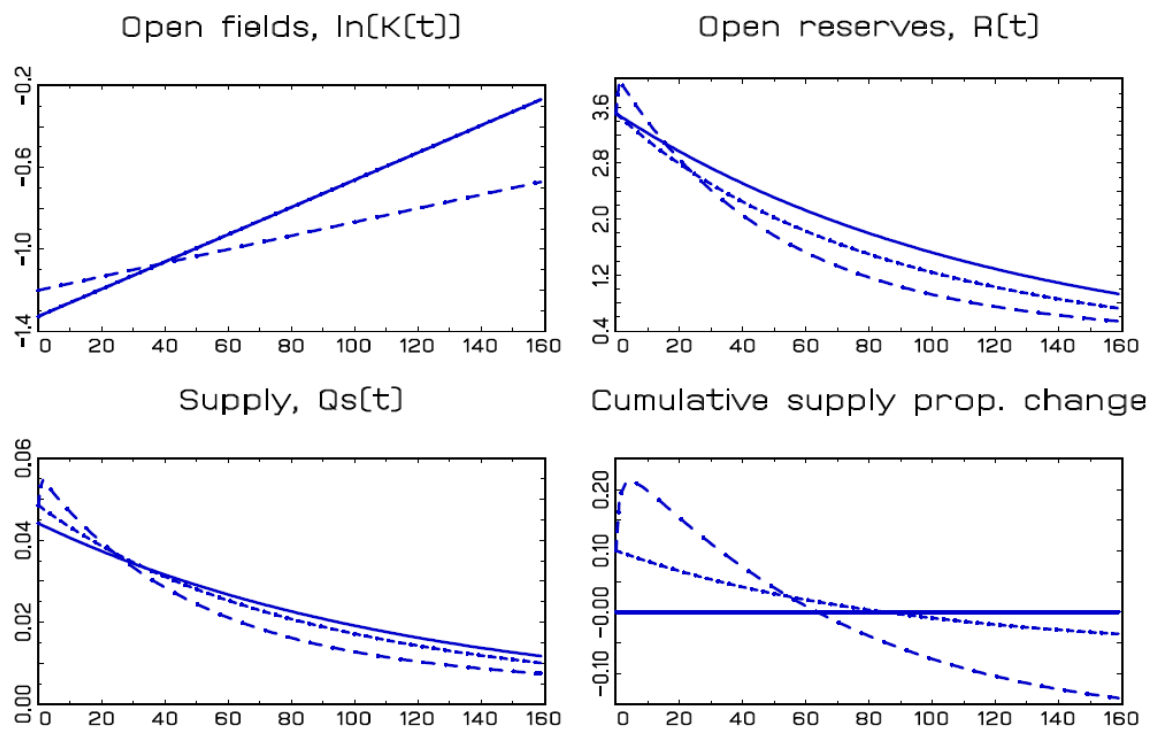 Open fields, ln(K(t))
Open reserves, R(t)
-0.2
-0.6
-1.0
-1.4
0 20 40 60 80 100 120 140 160
3.6
2.8
2.0
1.2
0.4
0 20 40 60 80 100 120 140 160
Supply, Qs(t)
Cumulative supply prop. change
0.06
0.04
0.02
0.00
0 20 40 60 80 100 120 140 160
0.20
0.10
-0.00
-0.10
0 20 40 60 80 100 120 140 160